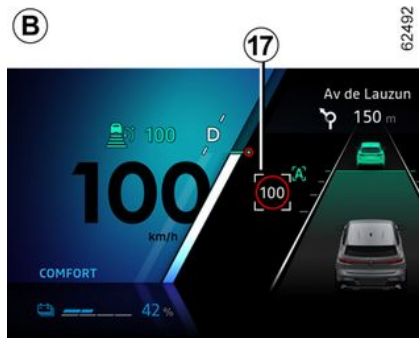 B
17
62492
Av de Lauzun
150 m
100
D
100
100
A
km/h
COMFORT
42 %